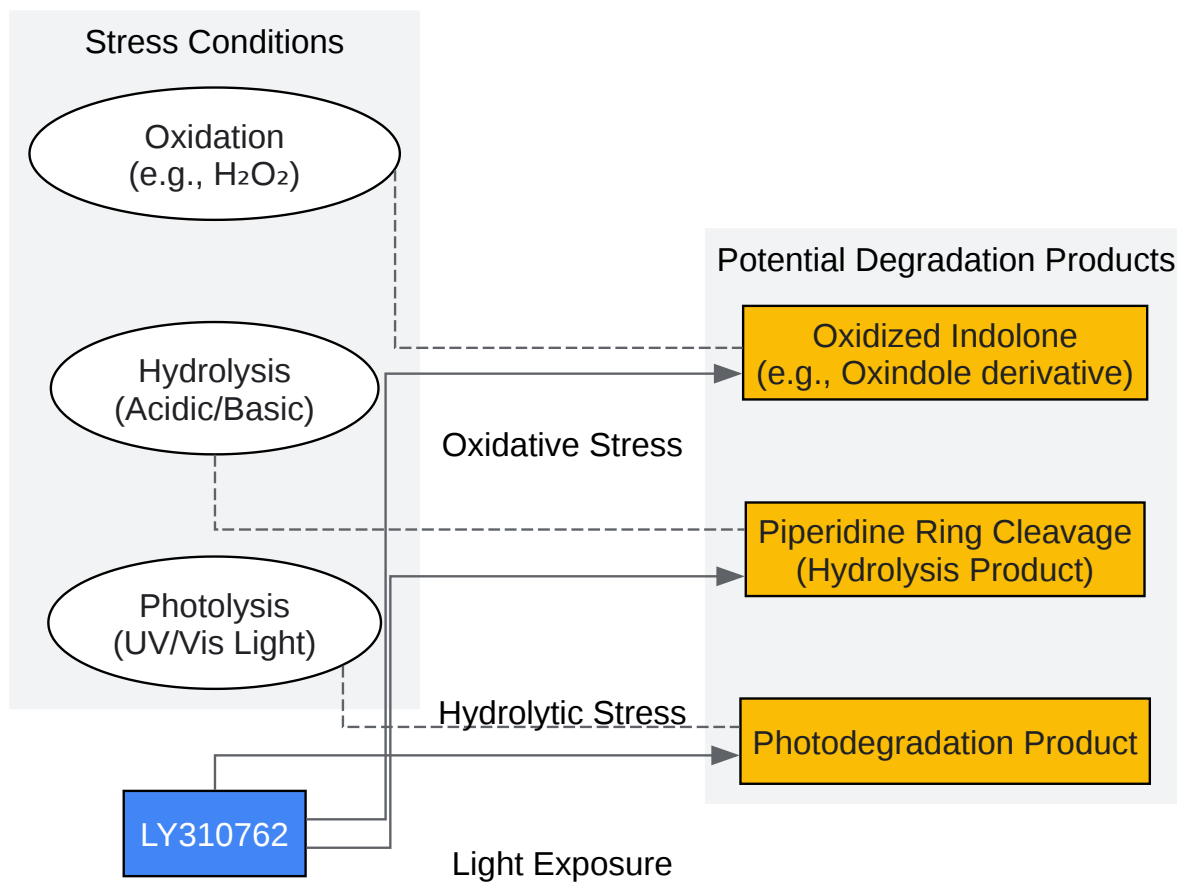 Stress Conditions
Oxidation
(e.g., H₂O₂)
Hydrolysis
(Acidic/Basic)
Photolysis
(UV/Vis Light)
LY310762
Oxidative Stress
Hydrolytic Stress
Light Exposure
Potential Degradation Products
Oxidized Indolone
(e.g., Oxindole derivative)
Piperidine Ring Cleavage
(Hydrolysis Product)
Photodegradation Product